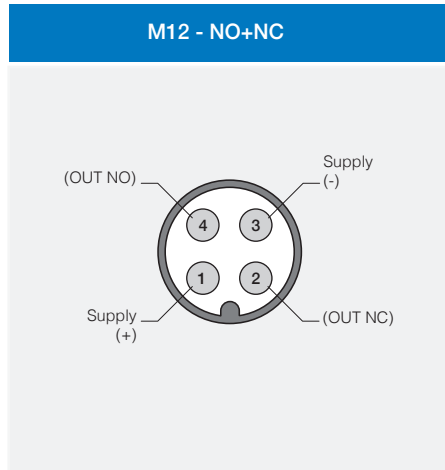 M12 - NO+NC
Supply
(-)
(OUT NO)
4
3
1
2
Supply
(+)
(OUT NC)